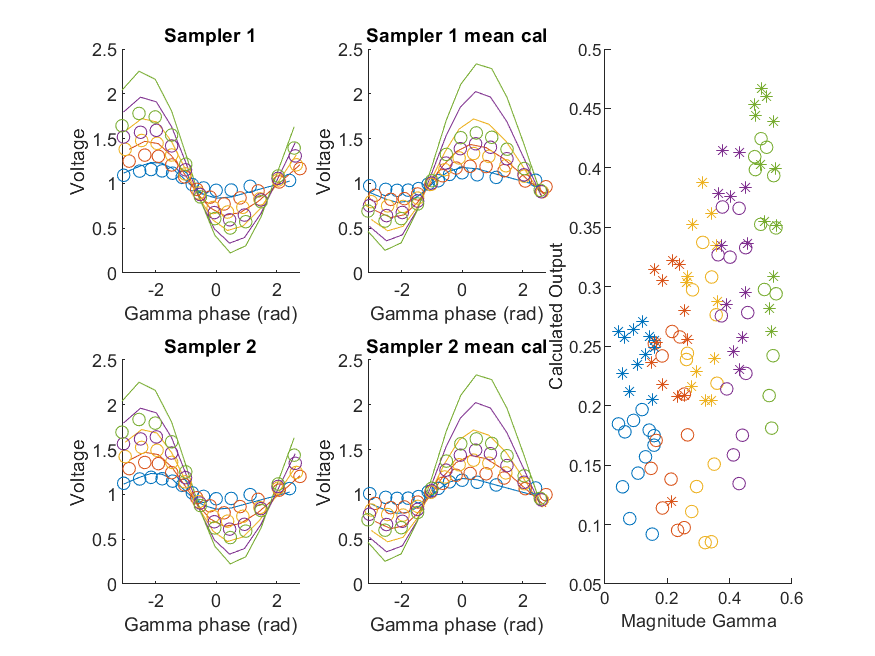 Sampler 1
2.5
2
1.5
1
0.5
0
Voltage
-2 0 2
Gamma phase (rad)
Sampler 1 mean cal
2.5
2
1.5
1
0.5
0
Voltage
-2 0 2
Gamma phase (rad)
Sampler 2
2.5
2
1.5
1
0.5
0
Voltage
-2 0 2
Gamma phase (rad)
Sampler 2 mean cal
2.5
2
1.5
1
0.5
0
Voltage
-2 0 2
Gamma phase (rad)
0.5
0.45
0.4
0.35
0.3
0.25
0.2
0.15
0.1
0.05
Calculated Output
0 0.2 0.4 0.6
Magnitude Gamma